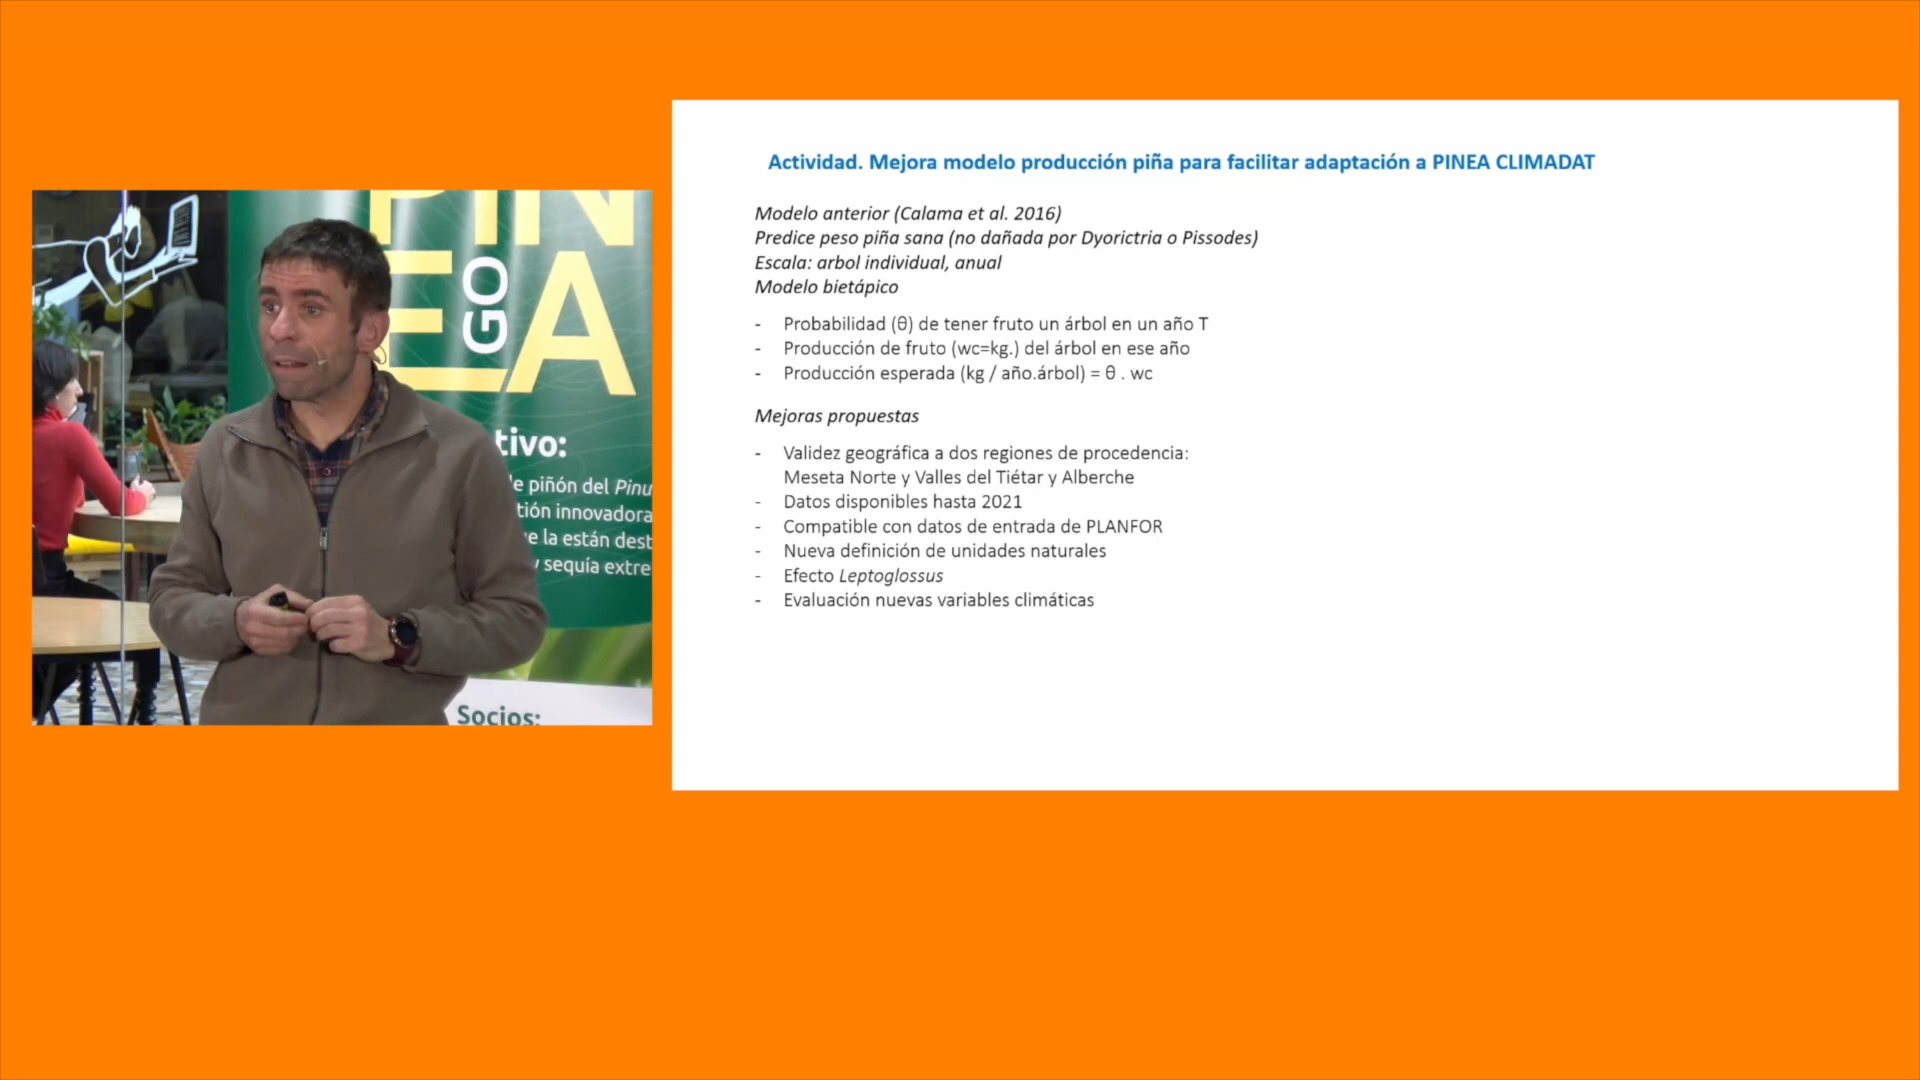 PIN
GO
EA
tivo:
de piñón del Pinu
tión innovadora
la están dest
y sequía extre
Socios:
Actividad. Mejora modelo producción piña para facilitar adaptación a PINEA CLIMADAT
Modelo anterior (Calama et al. 2016)
Predice peso piña sana (no dañada por Dyorictria o Pissodes)
Escala: arbol individual, anual
Modelo bietápico
- Probabilidad (θ) de tener fruto un árbol en un año T
- Producción de fruto (wc=kg.) del árbol en ese año
- Producción esperada (kg / año.árbol) = θ . wc
Mejoras propuestas
- Validez geográfica a dos regiones de procedencia:
Meseta Norte y Valles del Tiétar y Alberche
- Datos disponibles hasta 2021
- Compatible con datos de entrada de PLANFOR
- Nueva definición de unidades naturales
- Efecto Leptoglossus
- Evaluación nuevas variables climáticas